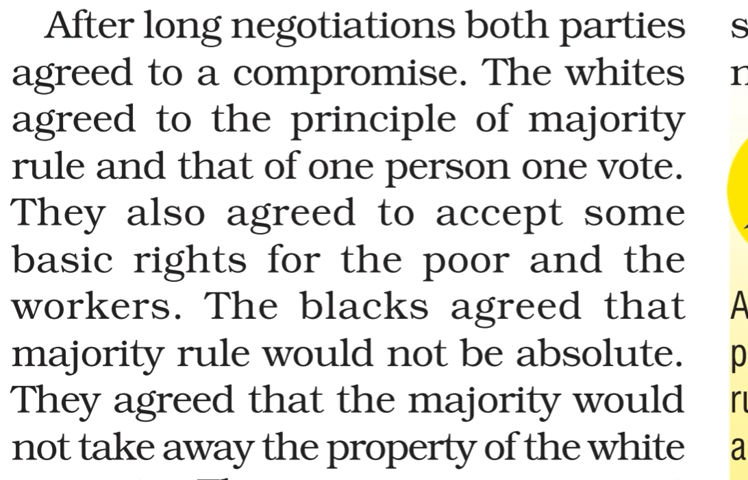 After long negotiations both parties
agreed to a compromise. The whites
agreed to the principle of majority
rule and that of one person one vote.
They also agreed to accept some
basic rights for the poor and the
workers. The blacks agreed that
majority rule would not be absolute.
They agreed that the majority would
not take away the property of the white